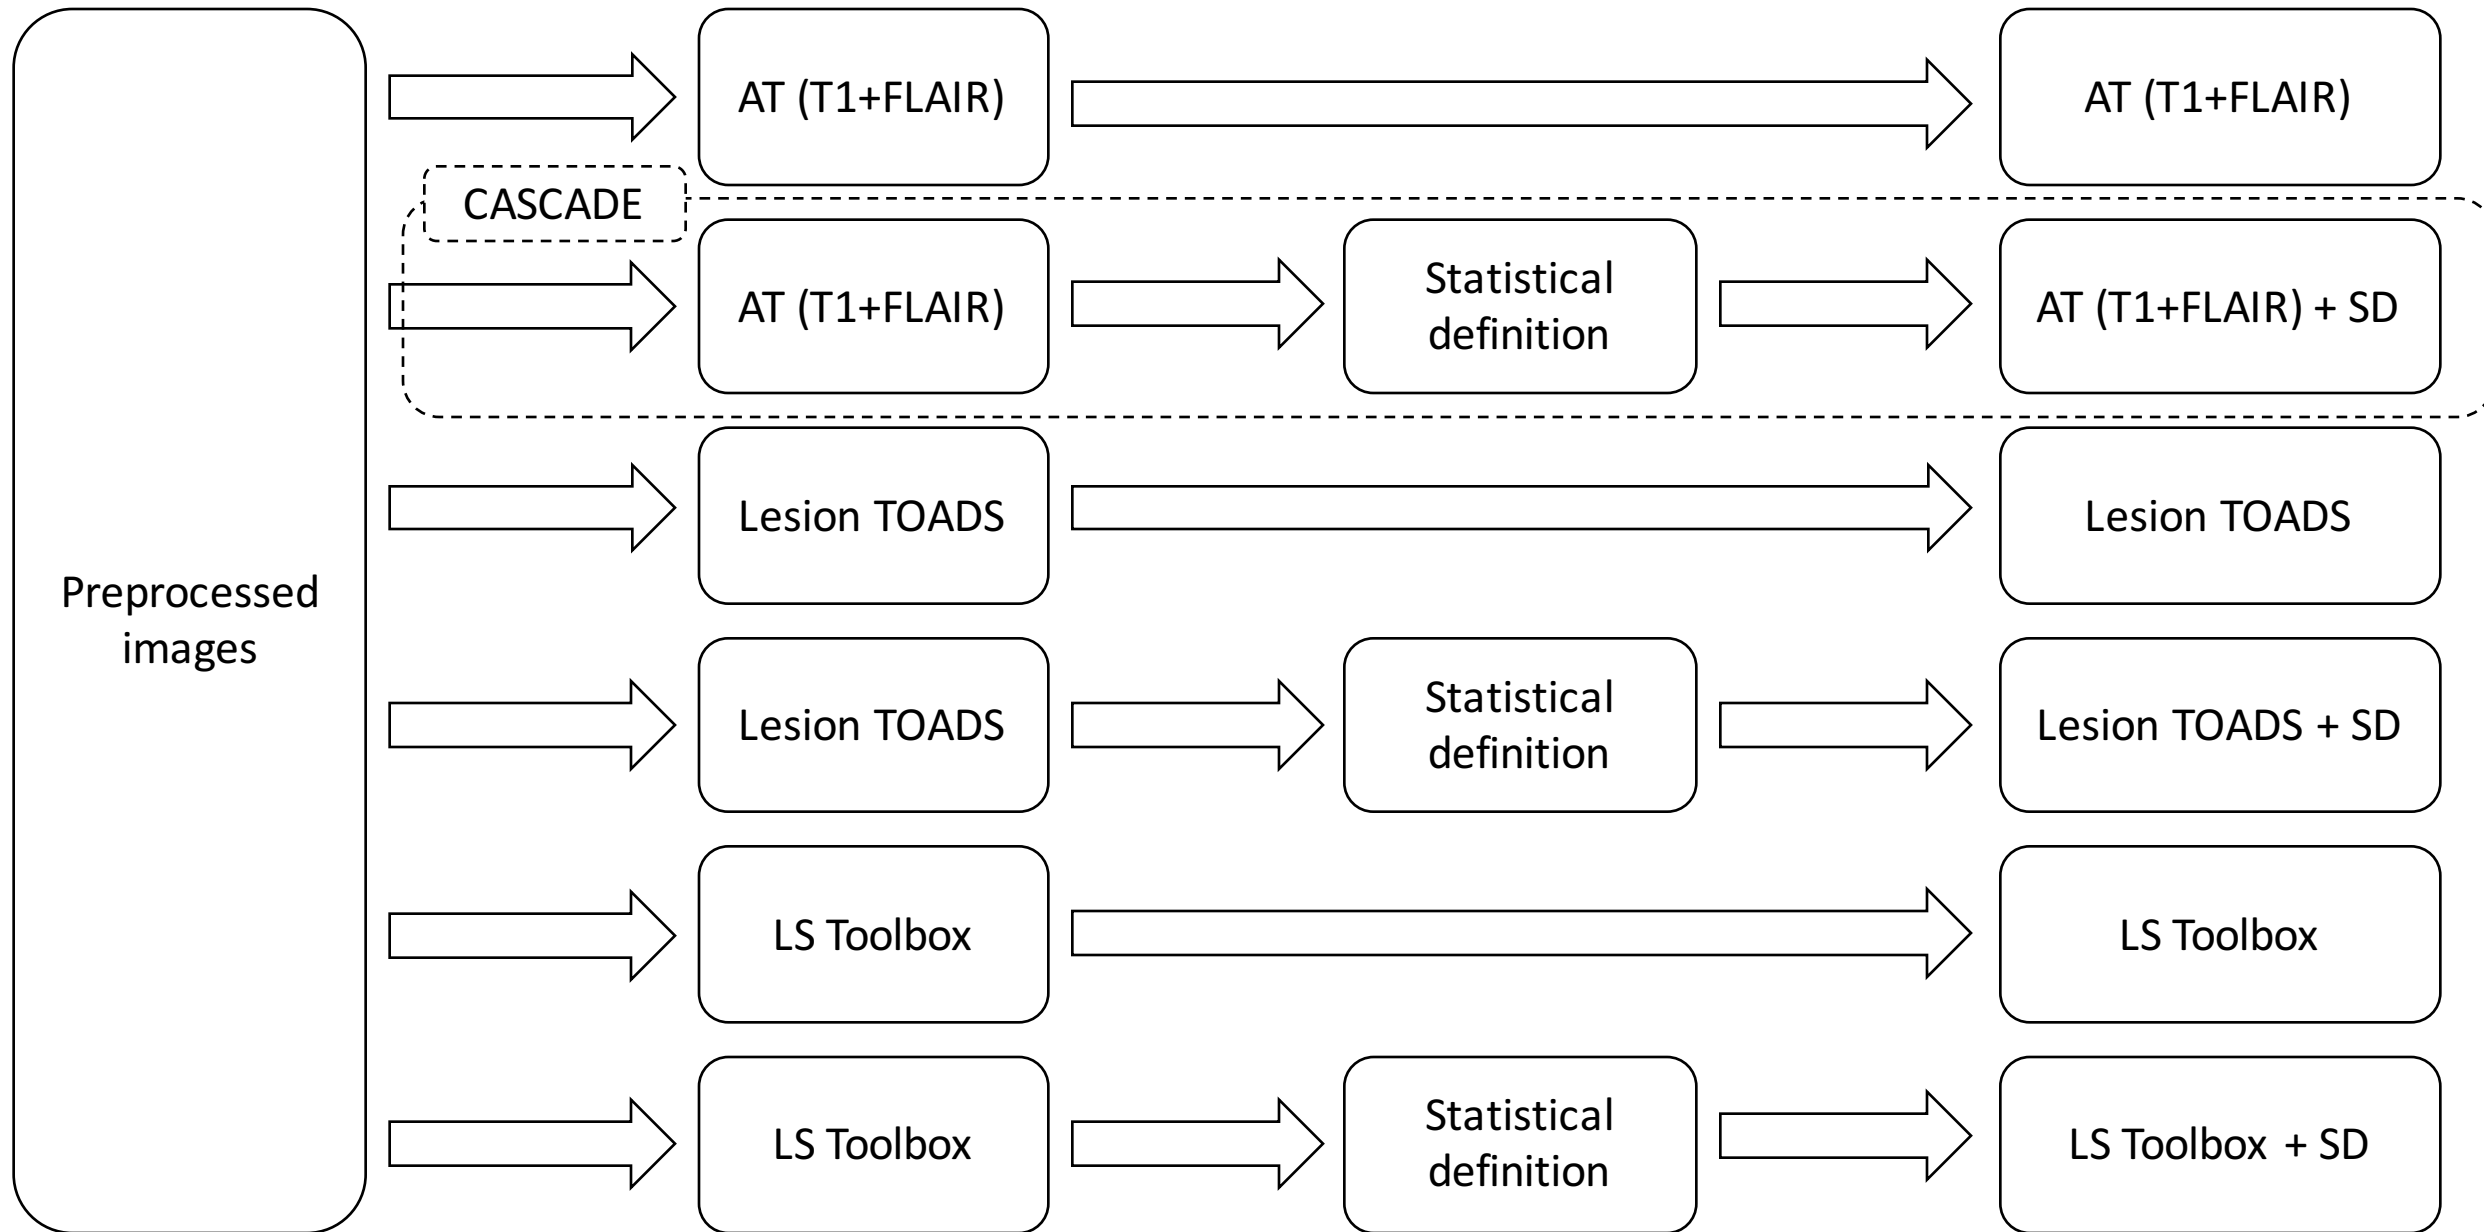 Preprocessed
images
AT (T1+FLAIR)
AT (T1+FLAIR)
CASCADE
AT (T1+FLAIR)
Statistical
definition
AT (T1+FLAIR) + SD
Lesion TOADS
Lesion TOADS
Lesion TOADS
Statistical
definition
Lesion TOADS + SD
LS Toolbox
LS Toolbox
LS Toolbox
Statistical
definition
LS Toolbox + SD